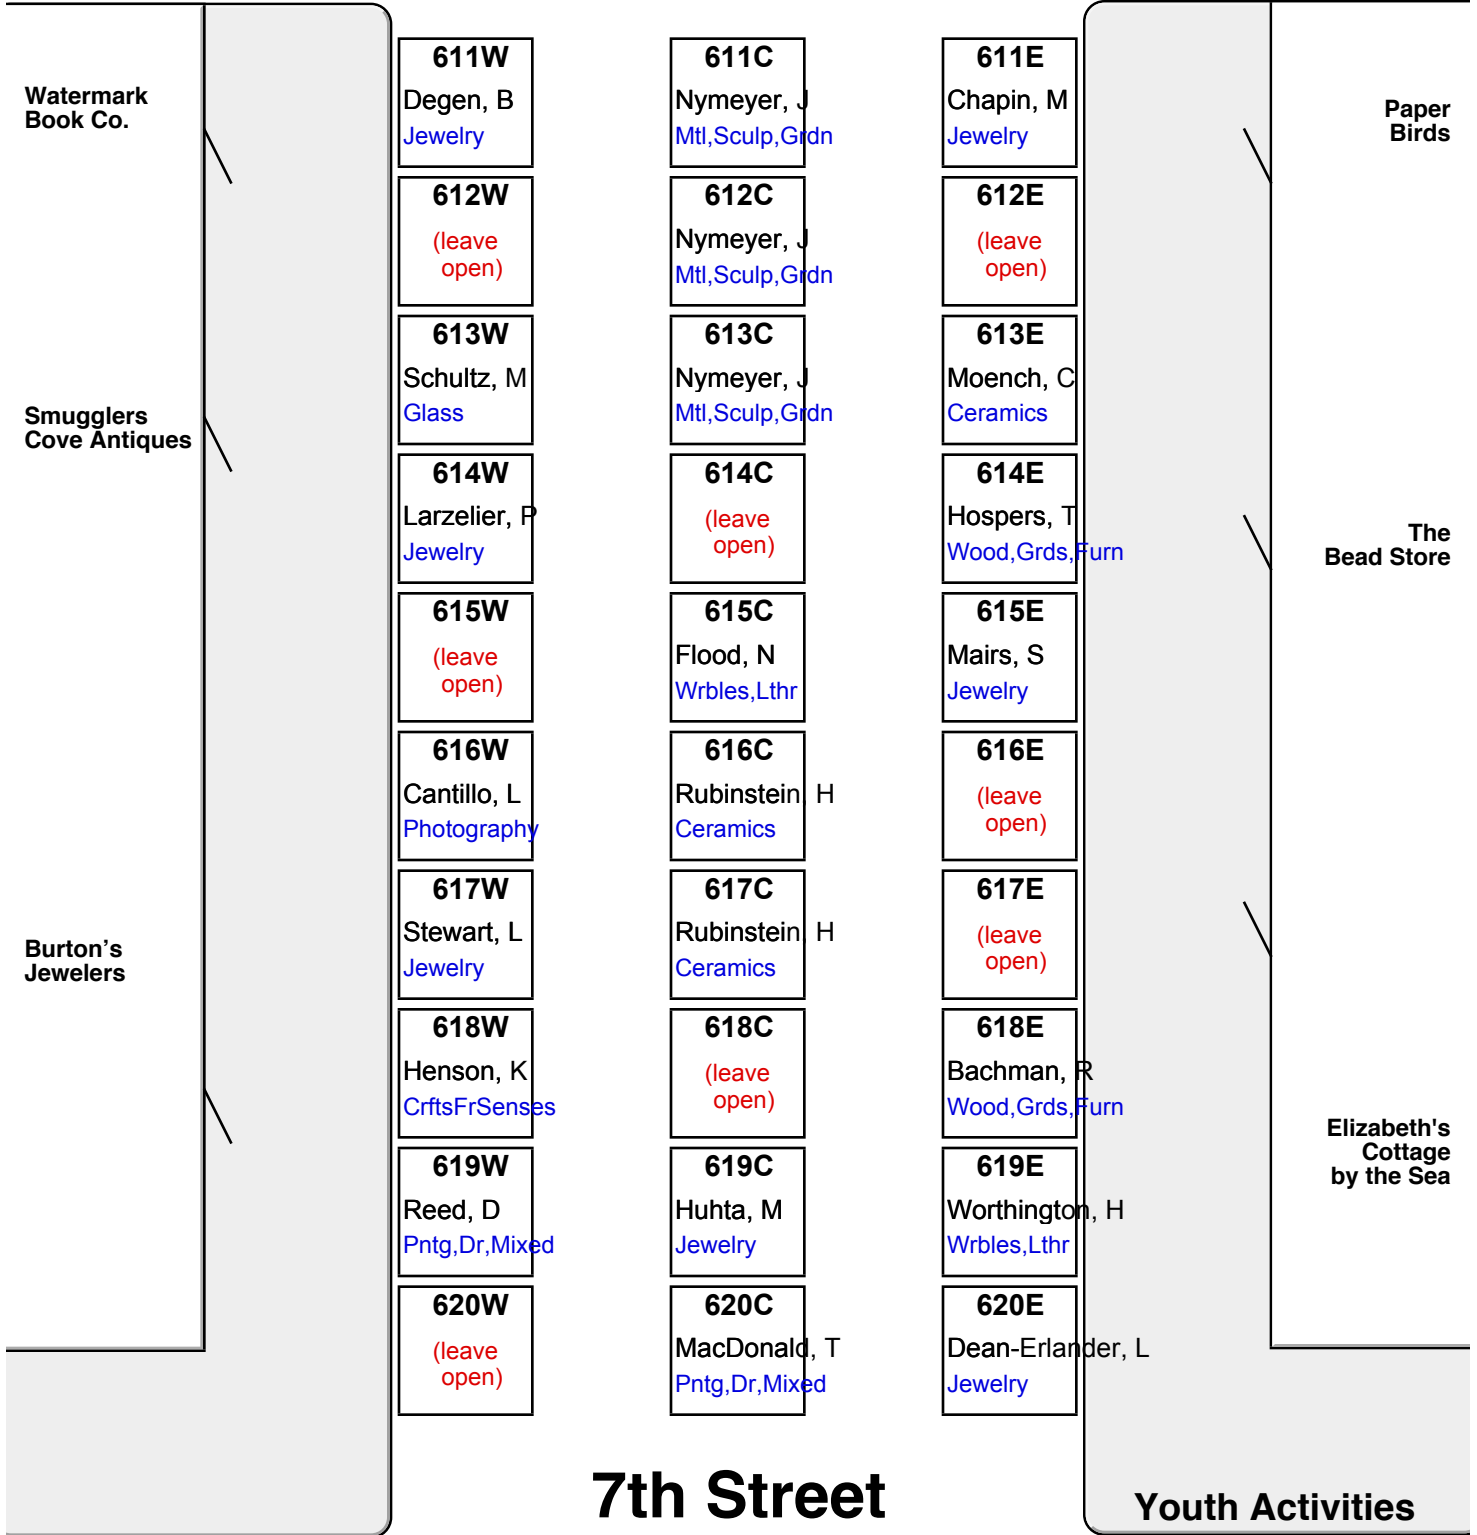 Watermark
Book Co.
Smugglers
Cove Antiques
Burton’s
Jewelers
611W
Degen, B
Jewelry
612W
(leave
open)
613W
Schultz, M
Glass
614W
Larzelier, P
Jewelry
615W
(leave
open)
616W
Cantillo, L
Photography
617W
Stewart, L
Jewelry
618W
Henson, K
CrftsFrSenses
619W
Reed, D
Pntg,Dr,Mixed
620W
(leave
open)
611C
Nymeyer, J
Mtl,Sculp,Grdn
612C
Nymeyer, J
Mtl,Sculp,Grdn
613C
Nymeyer, J
Mtl,Sculp,Grdn
614C
(leave
open)
615C
Flood, N
Wrbles,Lthr
616C
Rubinstein, H
Ceramics
617C
Rubinstein, H
Ceramics
618C
(leave
open)
619C
Huhta, M
Jewelry
620C
MacDonald, T
Pntg,Dr,Mixed
611E
Chapin, M
Jewelry
612E
(leave
open)
613E
Moench, C
Ceramics
614E
Hospers, T
Wood,Grds,Furn
615E
Mairs, S
Jewelry
616E
(leave
open)
617E
(leave
open)
618E
Bachman, R
Wood,Grds,Furn
619E
Worthington, H
Wrbles,Lthr
620E
Dean-Erlander, L
Jewelry
Paper
Birds
The
Bead Store
Elizabeth's
Cottage
by the Sea
7th Street
Youth Activities